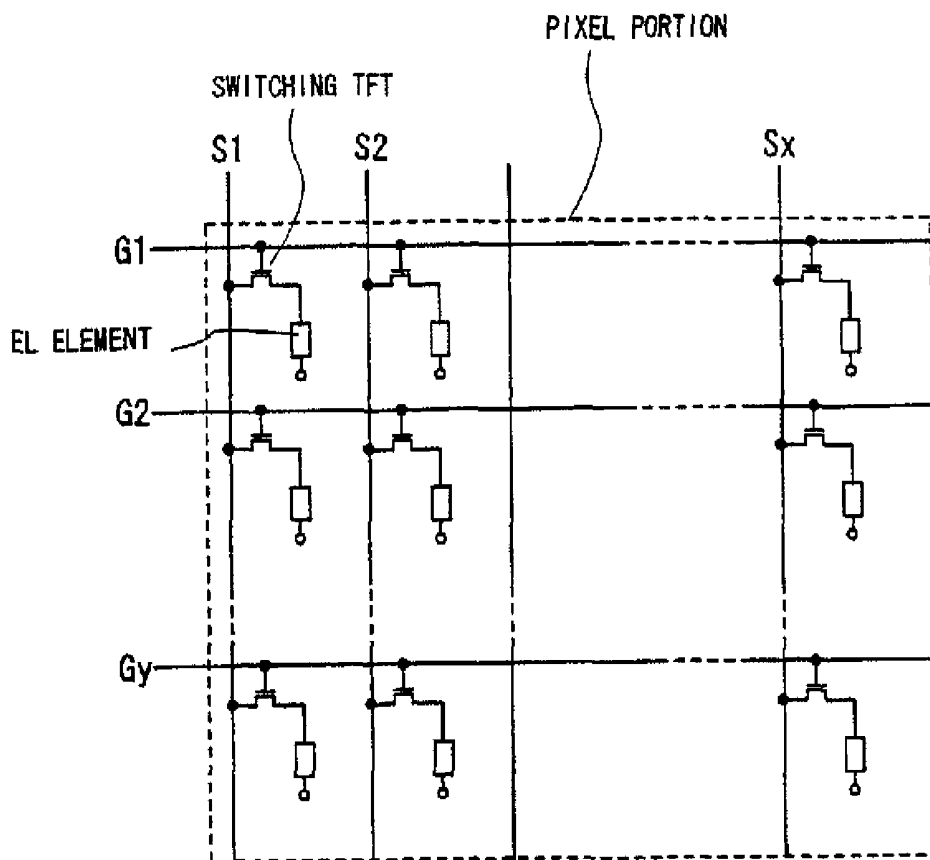 PIXEL PORTION
SWITCHING TFT
S1 S2 Sx
G1
EL ELEMENT
G2
Gy